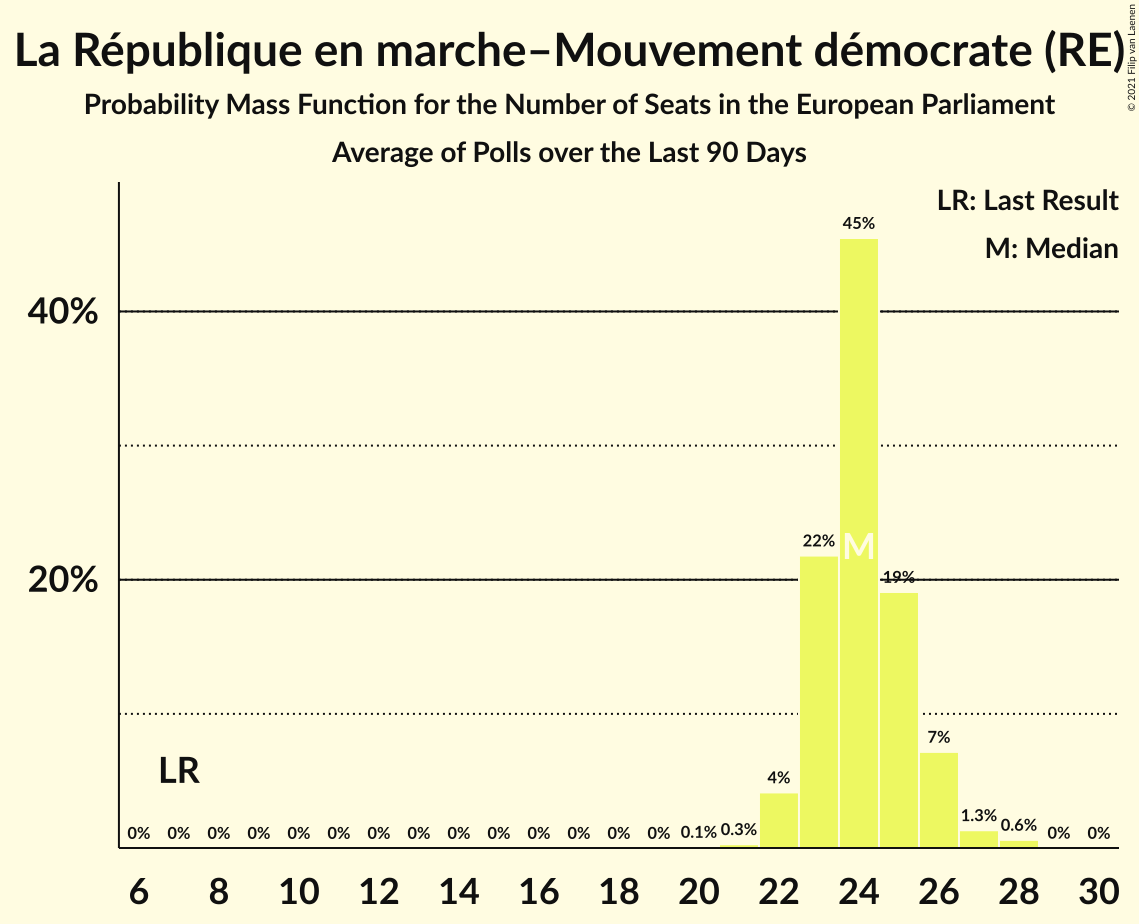 La République en marche–Mouvement démocrate (RE)
© 2021 Filip van Laenen
Probability Mass Function for the Number of Seats in the European Parliament
Average of Polls over the Last 90 Days
LR: Last Result
M: Median
45%
40%
22%
M
19%
20%
7%
LR
4%
0% 0% 0% 0% 0% 0% 0% 0% 0% 0% 0% 0% 0% 0% 0.1% 0.3% 1.3% 0.6% 0% 0%
6 8 10 12 14 16 18 20 22 24 26 28 30